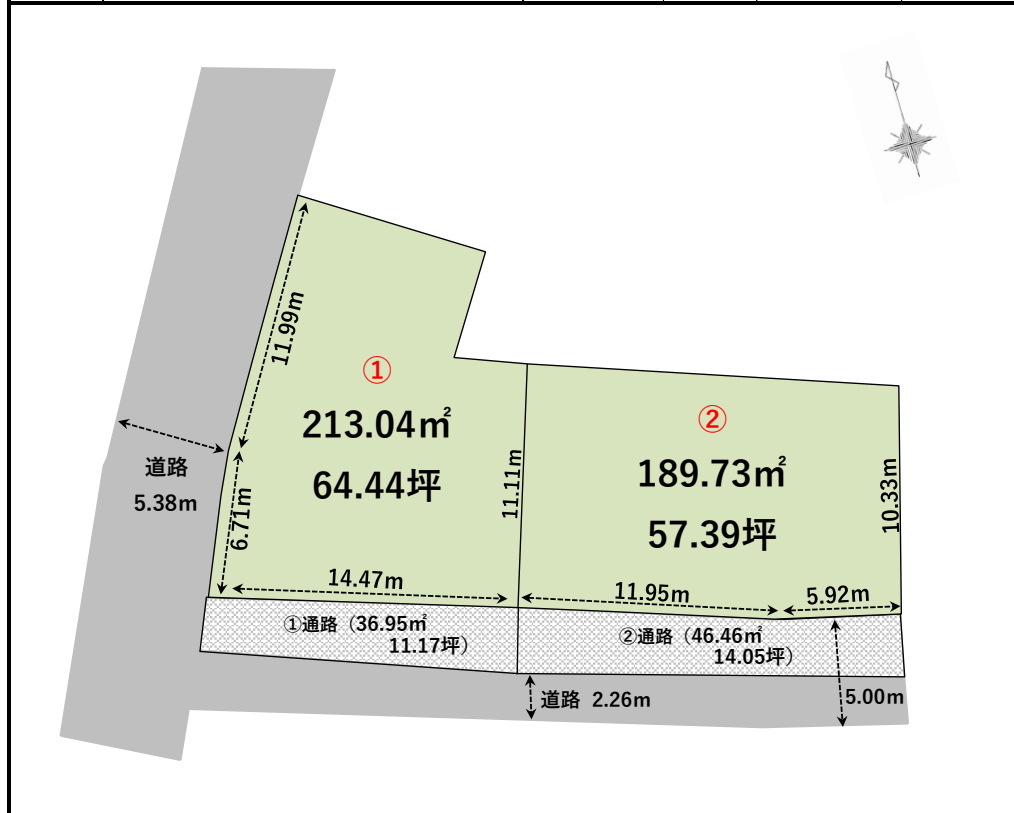 11.99m
①
213.04㎡
64.44坪
②
189.73㎡
57.39坪
11.11m
10.33m
道路
5.38m
6.71m
14.47m
11.95m
5.92m
①通路（36.95㎡
11.17坪）
②通路（46.46㎡
14.05坪）
道路 2.26m
5.00m